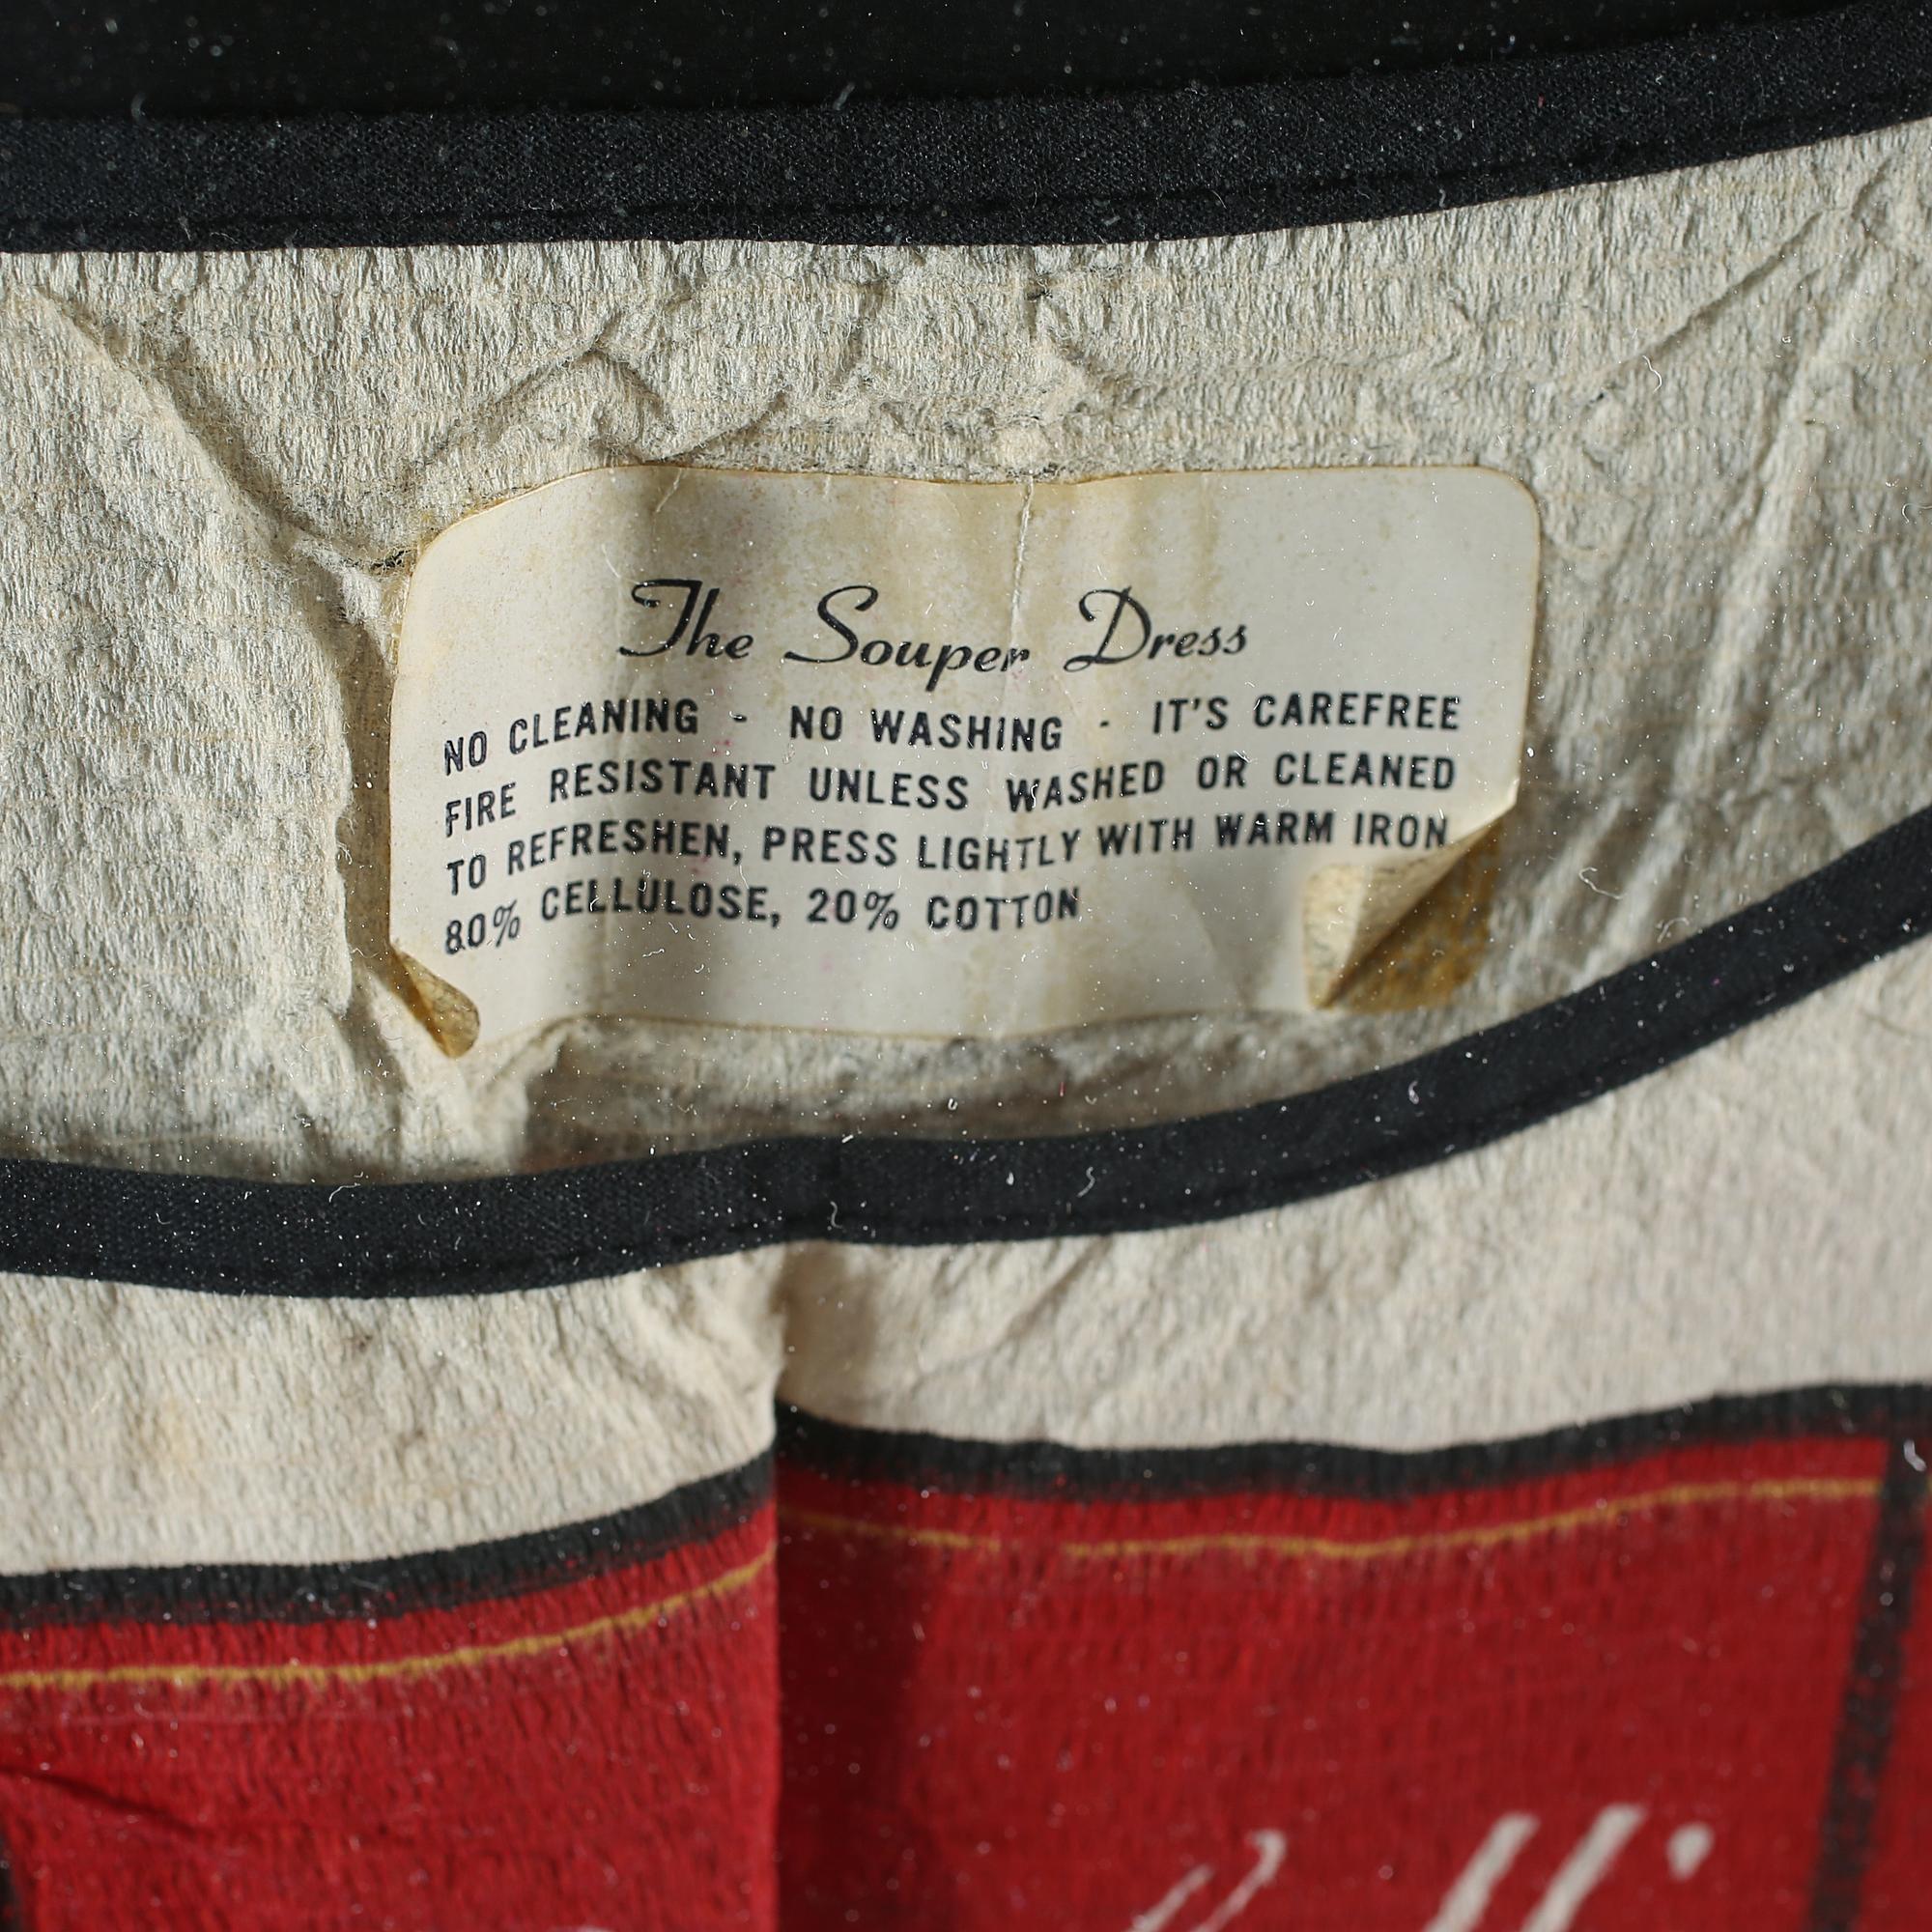 The Souper Dress
NO CLEANING - NO WASHING - IT'S CAREFREE
FIRE RESISTANT UNLESS WASHED OR CLEANED
TO REFRESHEN, PRESS LIGHTLY WITH WARM IRON
80% CELLULOSE, 20% COTTON